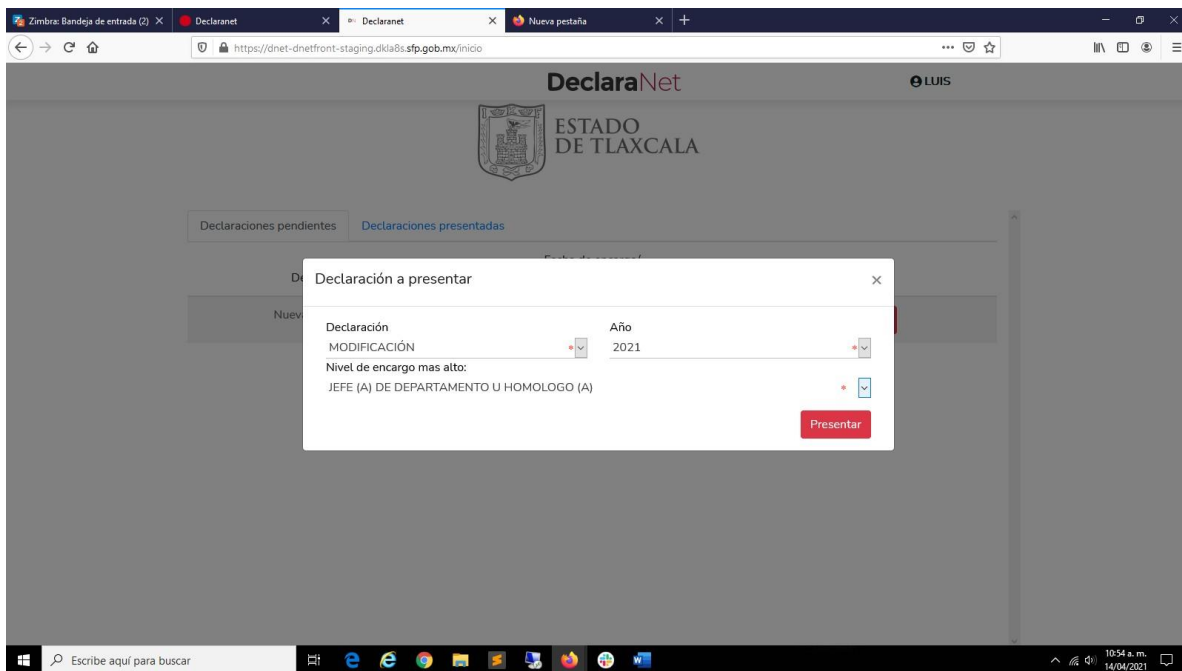 Zimbra: Bandeja de entrada (2)
Declaranet
Declaranet
Nueva pestaña
https://dnet-dnetfront-staging.dkla8s.sfp.gob.mx/inicio
DeclaraNet
LUIS
ESTADO
DE TLAXCALA
Declaraciones pendientes
Declaraciones presentadas
Declaración a presentar
Declaración
Año
MODIFICACIÓN *
2021 *
Nivel de encargo mas alto:
JEFE (A) DE DEPARTAMENTO U HOMOLOGO (A) *
Presentar
Escribe aquí para buscar
10:54 a. m.
14/04/2021